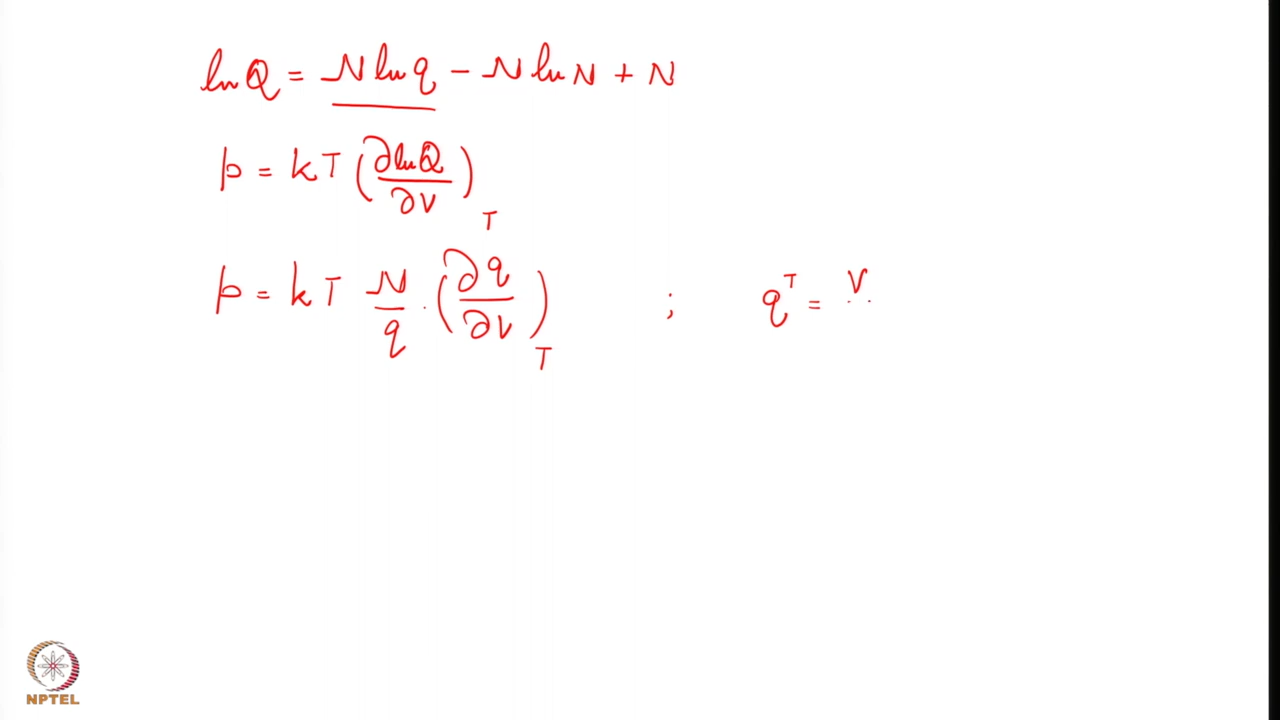 ln Q = N ln q - N ln N + N
p = kT (∂lnQ/∂V)_T
p = kT N/q · (∂q/∂V)_T ; q^T = V
NPTEL